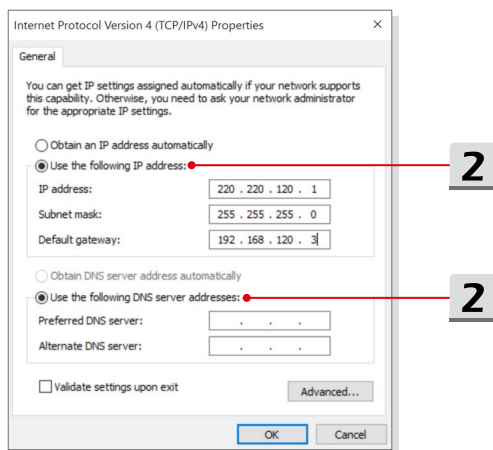 Internet Protocol Version 4 (TCP/IPv4) Properties
General
You can get IP settings assigned automatically if your network supports
this capability. Otherwise, you need to ask your network administrator
for the appropriate IP settings.
Obtain an IP address automatically
Use the following IP address:
2
IP address: 220 . 220 . 120 . 1
Subnet mask: 255 . 255 . 255 . 0
Default gateway: 192 . 168 . 120 . 3
Obtain DNS server address automatically
Use the following DNS server addresses:
2
Preferred DNS server: . . .
Alternate DNS server: . . .
Validate settings upon exit
Advanced...
OK Cancel